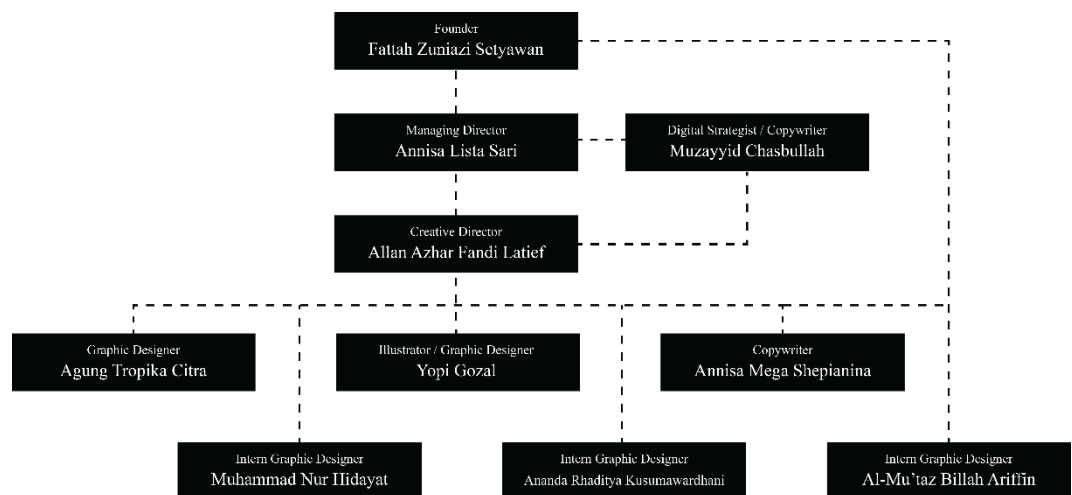 Founder
Fattah Zuniazi Setyawan
Managing Director
Annisa Lista Sari
Digital Strategist / Copywriter
Muzayyid Chasbullah
Creative Director
Allan Azhar Fandi Latief
Graphic Designer
Agung Tropika Citra
Illustrator / Graphic Designer
Yopi Gozal
Copywriter
Annisa Mega Shepianina
Intern Graphic Designer
Muhammad Nur Hidayat
Intern Graphic Designer
Ananda Rhaditya Kusumawardhani
Intern Graphic Designer
Al-Mu’taz Billah Ariffin